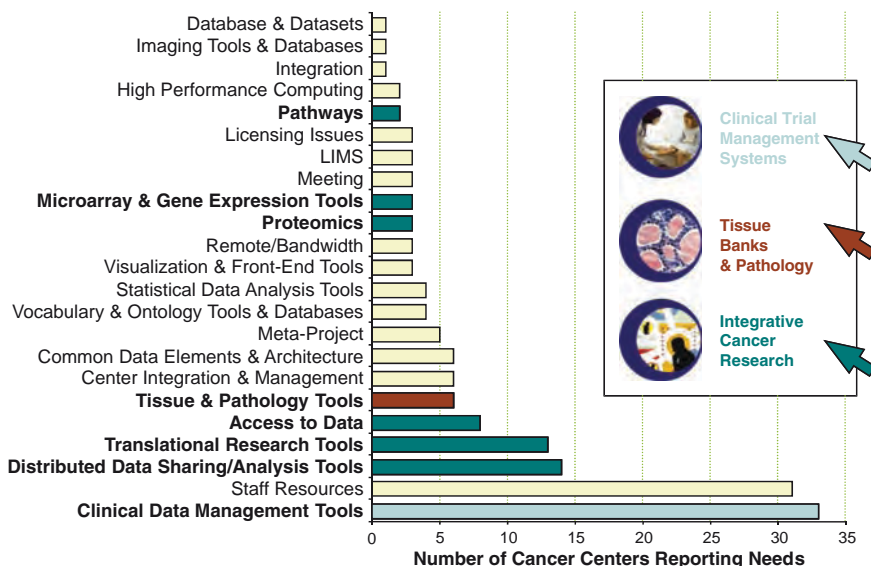 Database & Datasets
Imaging Tools & Databases
Integration
High Performance Computing
Pathways
Licensing Issues
LIMS
Meeting
Microarray & Gene Expression Tools
Proteomics
Remote/Bandwidth
Visualization & Front-End Tools
Statistical Data Analysis Tools
Vocabulary & Ontology Tools & Databases
Meta-Project
Common Data Elements & Architecture
Center Integration & Management
Tissue & Pathology Tools
Access to Data
Translational Research Tools
Distributed Data Sharing/Analysis Tools
Staff Resources
Clinical Data Management Tools
0 5 10 15 20 25 30 35
Number of Cancer Centers Reporting Needs
Clinical Trial
Management
Systems
Tissue
Banks
& Pathology
Integrative
Cancer
Research